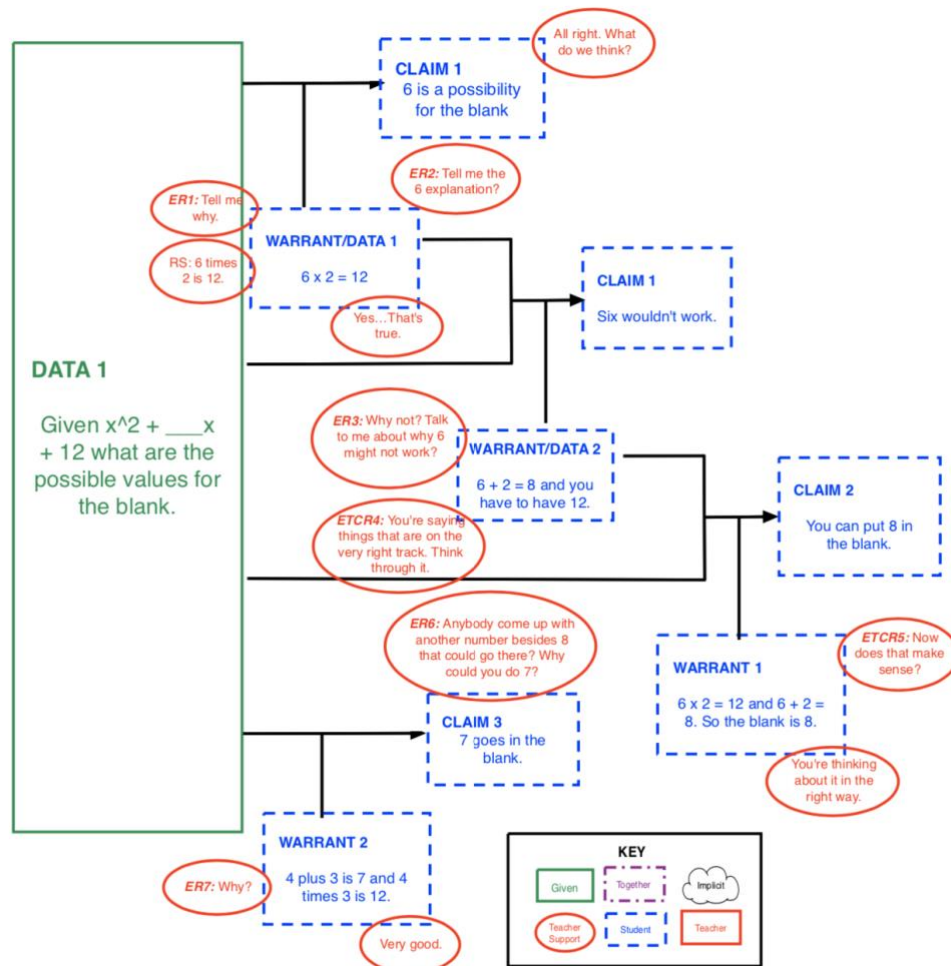 All right. What
do we think?
CLAIM 1
6 is a possibility
for the blank
ER2: Tell me the
6 explanation?
ER1: Tell me
why.
RS: 6 times
2 is 12.
WARRANT/DATA 1
6 x 2 = 12
Yes...That's
true.
CLAIM 1
Six wouldn't work.
DATA 1
Given x^2 + ___x
+ 12 what are the
possible values for
the blank.
ER3: Why not? Talk
to me about why 6
might not work?
WARRANT/DATA 2
6 + 2 = 8 and you
have to have 12.
ETCR4: You're saying
things that are on the
very right track. Think
through it.
CLAIM 2
You can put 8 in
the blank.
ER6: Anybody come up with
another number besides 8
that could go there? Why
could you do 7?
ETCR5: Now
does that make
sense?
WARRANT 1
6 x 2 = 12 and 6 + 2 =
8. So the blank is 8.
You're thinking
about it in the
right way.
CLAIM 3
7 goes in the
blank.
WARRANT 2
4 plus 3 is 7 and 4
times 3 is 12.
ER7: Why?
Very good.
KEY
Given
Together
Implicit
Teacher
Support
Student
Teacher